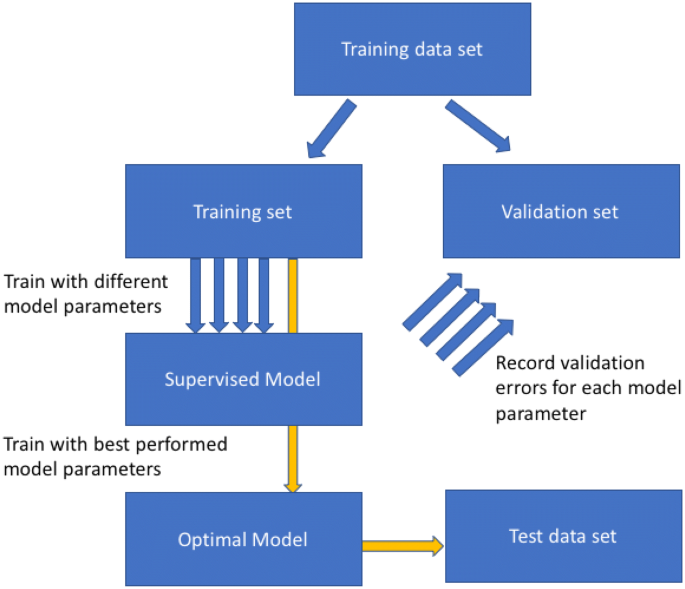 Training data set
Training set
Validation set
Train with different
model parameters
Supervised Model
Record validation
errors for each model
parameter
Train with best performed
model parameters
Optimal Model
Test data set